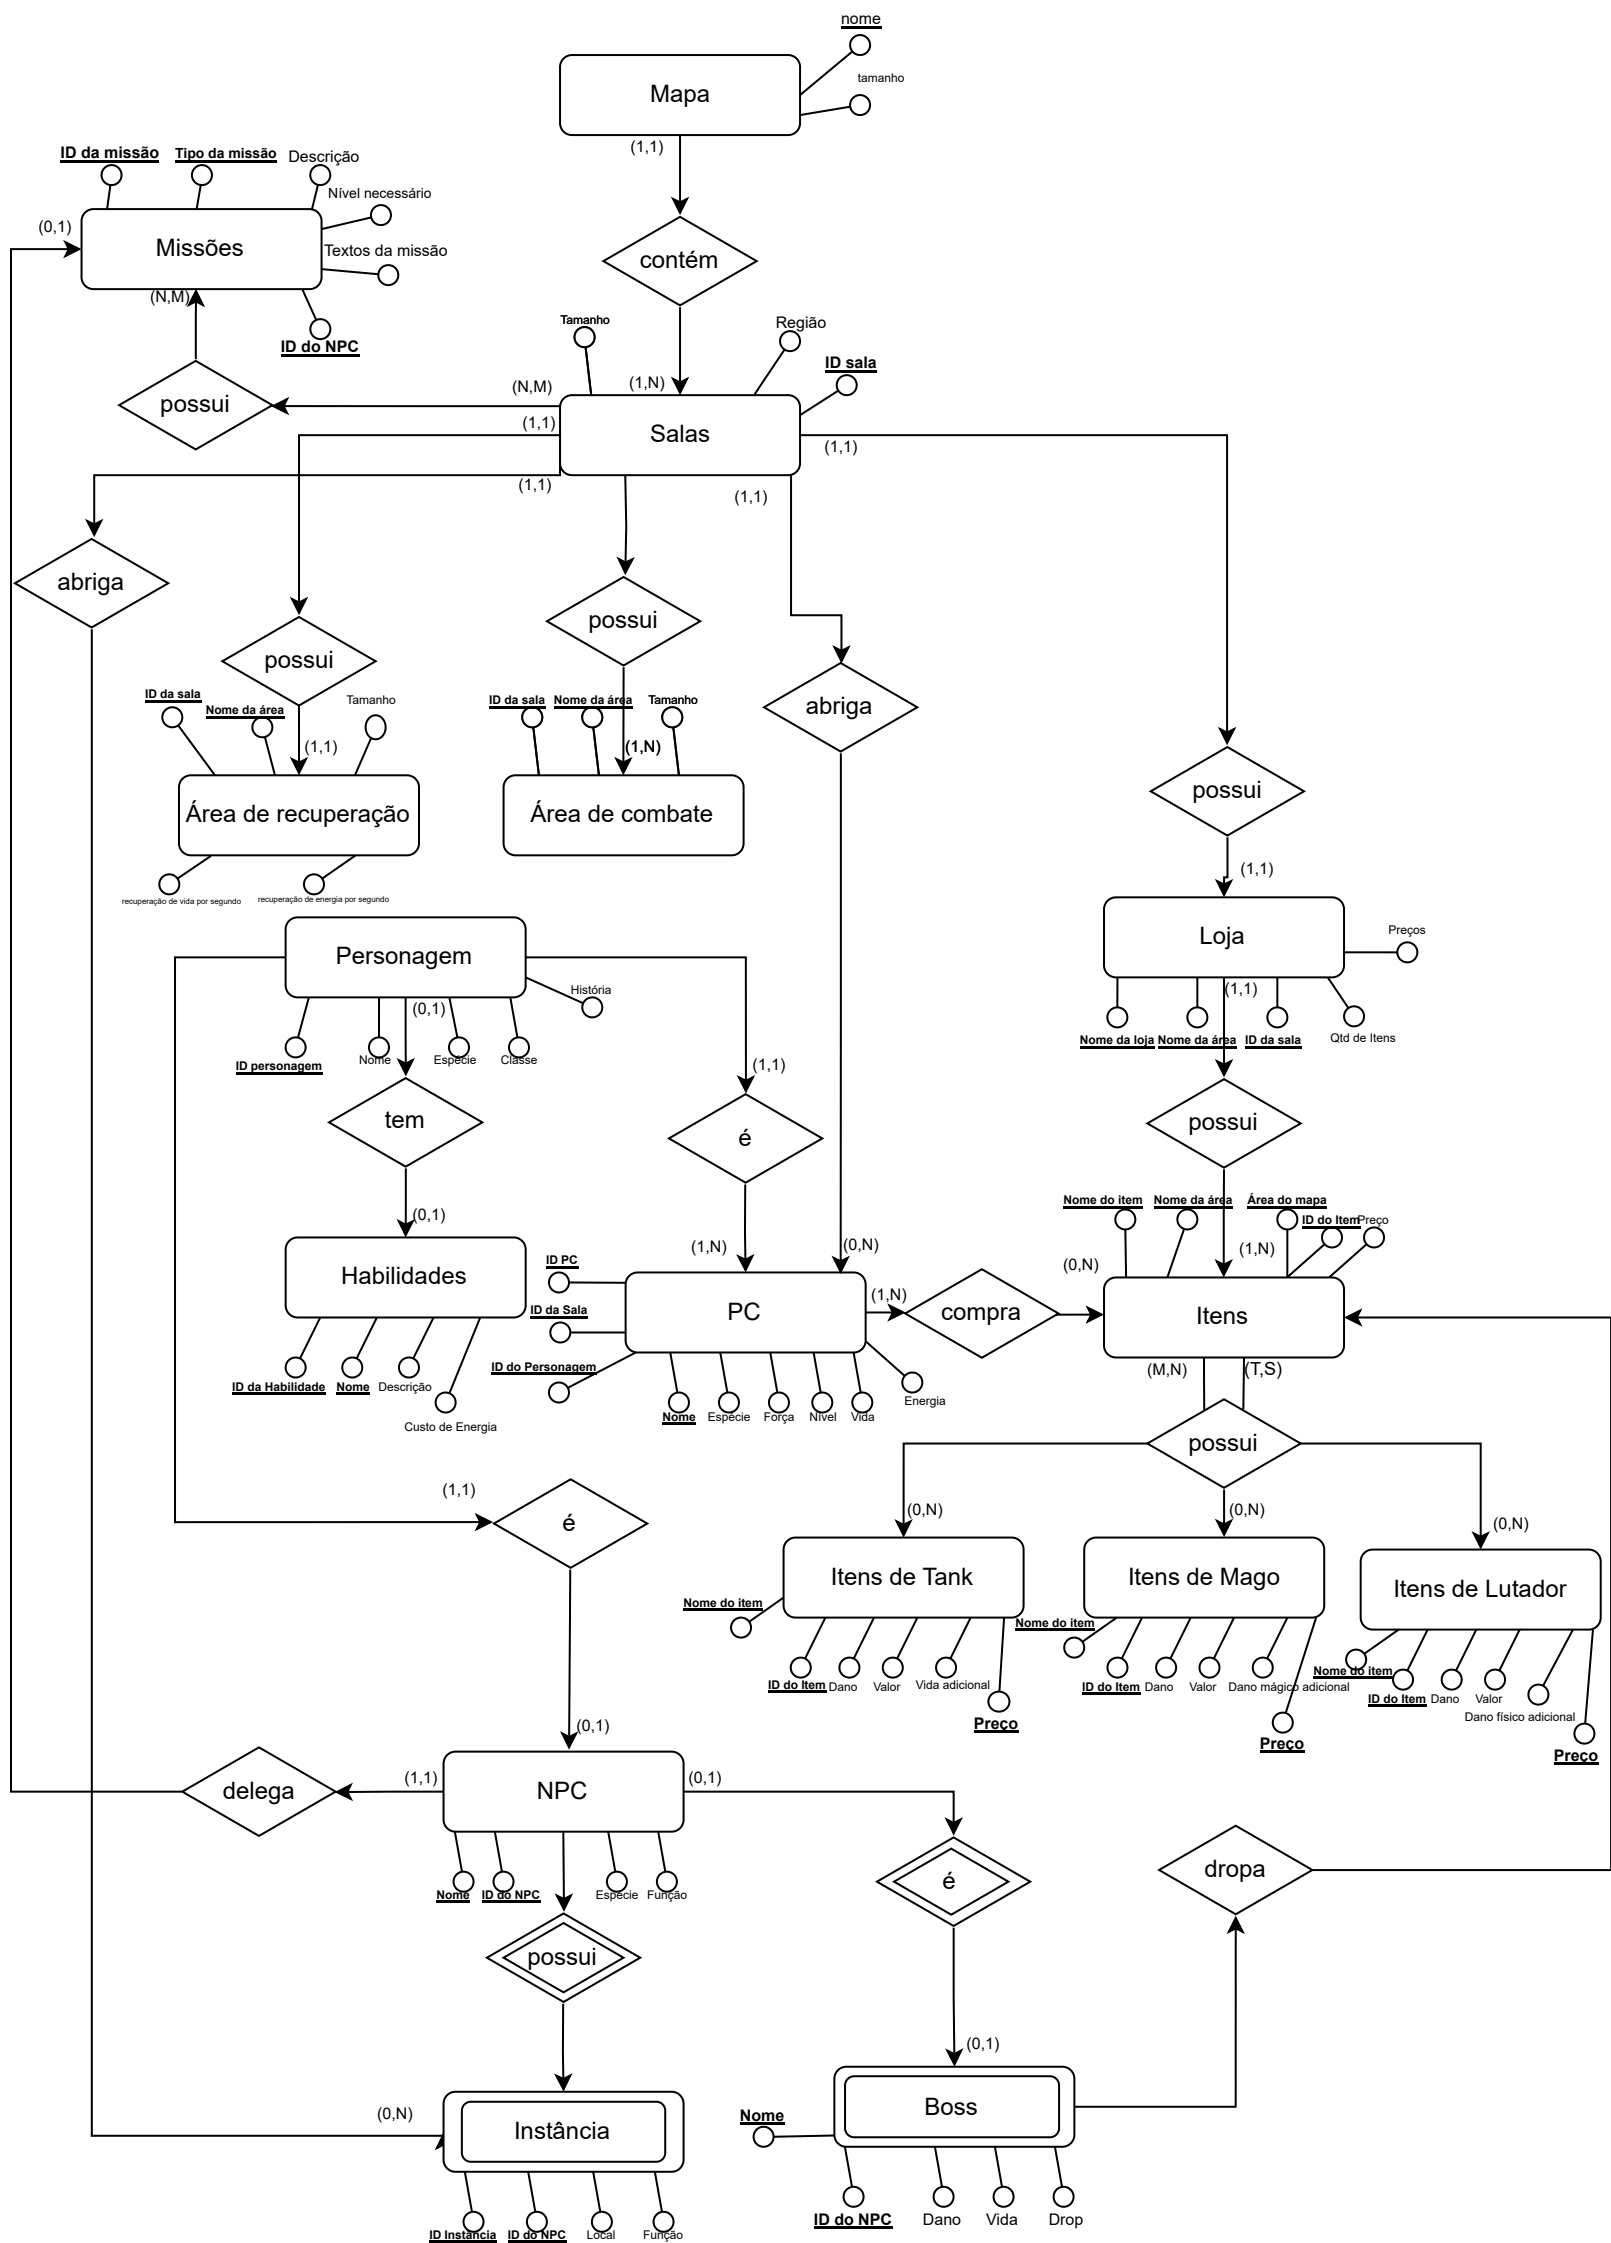 nome
tamanho
Mapa
(1,1)
ID da missão
Tipo da missão
Descrição
Nível necessário
(0,1)
Missões
Textos da missão
contém
(N,M)
ID do NPC
Tamanho
Região
ID sala
(N,M)
(1,N)
possui
(1,1)
Salas
(1,1)
(1,1)
(1,1)
abriga
possui
possui
abriga
ID da sala
Nome da área
Tamanho
ID da sala
Nome da área
Tamanho
(1,1)
(1,N)
possui
Área de recuperação
Área de combate
recuperação de vida por segundo
recuperação de energia por segundo
(1,1)
Loja
Preços
Personagem
História
(0,1)
(1,1)
ID personagem
Nome
Espécie
Classe
Nome da loja
Nome da área
ID da sala
Qtd de Itens
(1,1)
tem
é
possui
(0,1)
Nome do item
Nome da área
Área do mapa
ID do Item
Preço
(1,N)
(0,N)
(1,N)
(0,N)
Habilidades
ID PC
ID da Sala
PC
(1,N)
compra
Itens
ID do Personagem
ID da Habilidade
Nome
Descrição
Custo de Energia
Nome
Espécie
Força
Nível
Vida
Energia
(M,N)
(T,S)
possui
(1,1)
é
(0,N)
(0,N)
(0,N)
Itens de Tank
Itens de Mago
Itens de Lutador
Nome do item
Nome do item
Nome do item
ID do Item
Dano
Valor
Vida adicional
Preço
ID do Item
Dano
Valor
Dano mágico adicional
Preço
ID do Item
Dano
Valor
Dano físico adicional
Preço
(0,1)
delega
(1,1)
NPC
(0,1)
Nome
ID do NPC
Espécie
Função
é
dropa
possui
(0,1)
(0,N)
Instância
Nome
Boss
ID Instância
ID do NPC
Local
Função
ID do NPC
Dano
Vida
Drop